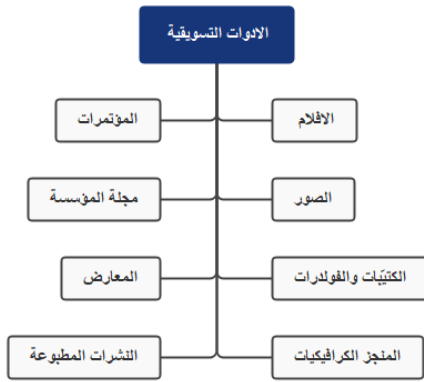 الادوات التسويقية
الافلام
المؤتمرات
الصور
مجلة المؤسسة
الكتيّبات والفولدرات
المعارض
المنجز الكرافيكيات
النشرات المطبوعة